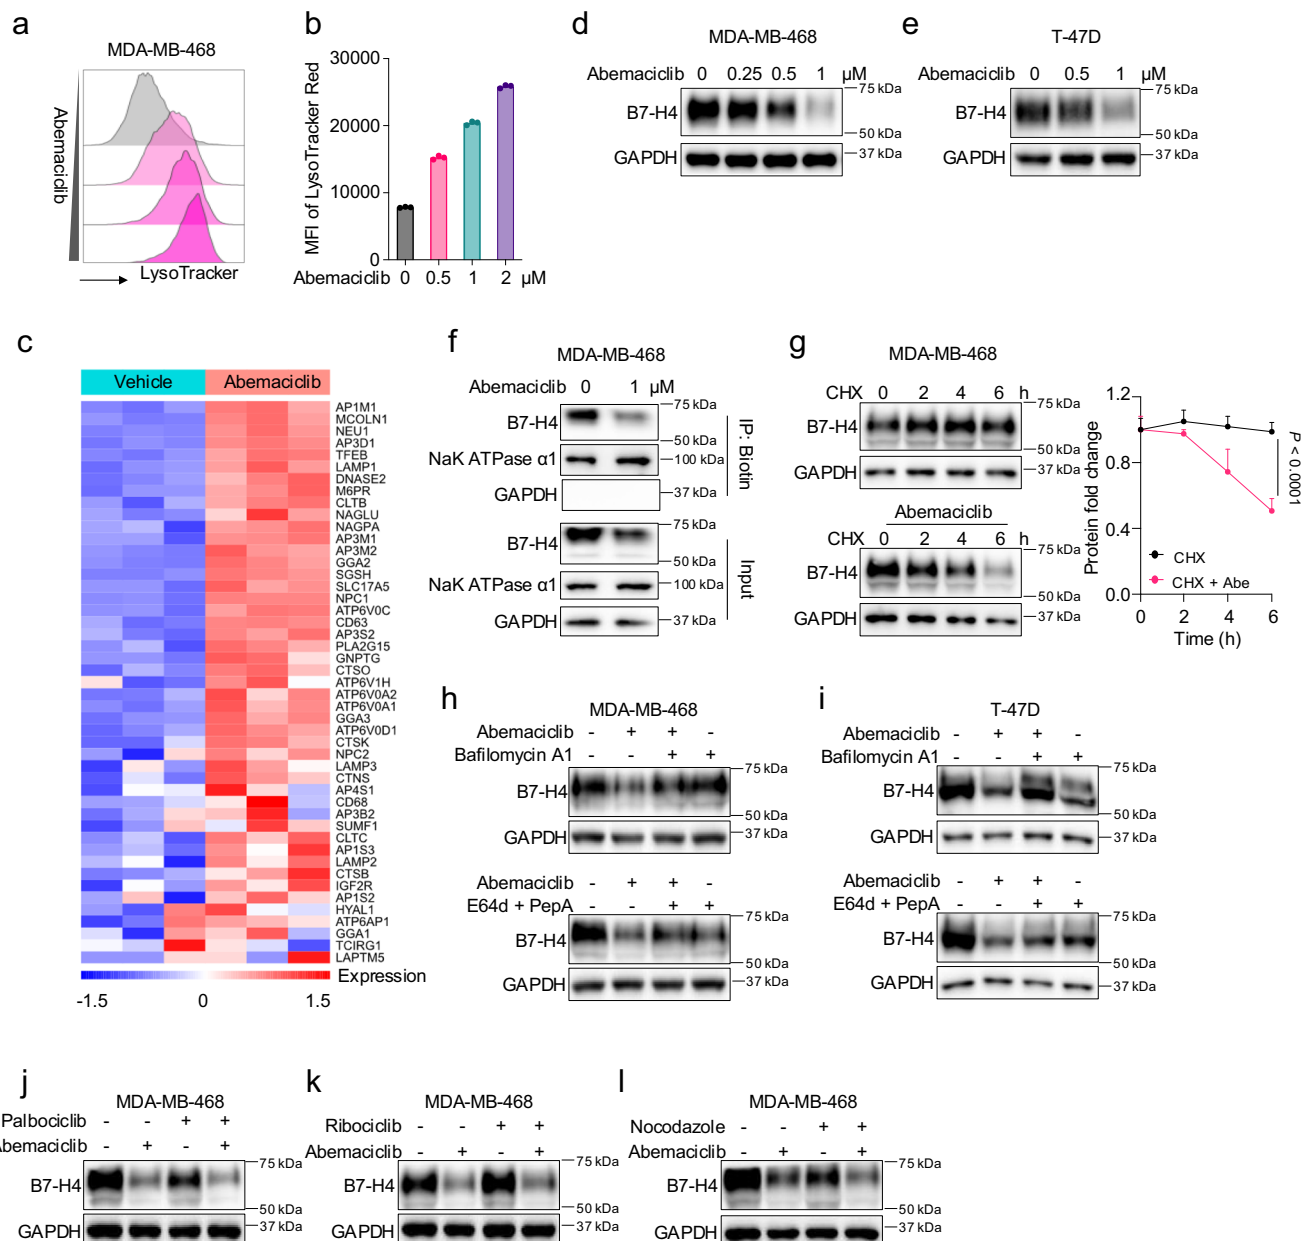 a
MDA-MB-468
Abemaciclib
LysoTracker
b
MFI of LysoTracker Red
30000
20000
10000
0
Abemaciclib 0 0.5 1 2 µM
c
Vehicle Abemaciclib
AP1M1
MCOLN1
NEU1
AP3D1
TFEB
LAMP1
DNASE2
M6PR
CLTB
NAGLU
NAGPA
AP3M1
AP3M2
GGA2
SGSH
SLC17A5
NPC1
ATP6V0C
CD63
AP3S2
PLA2G15
GNPTG
CTSO
ATP6V1H
ATP6V0A2
ATP6V0A1
GGA3
ATP6V0D1
CTSK
NPC2
LAMP3
CTNS
AP4S1
CD68
AP3B2
SUMF1
CLTC
AP1S3
LAMP2
CTSB
IGF2R
AP1S2
HYAL1
ATP6AP1
GGA1
TCIRG1
LAPTM5
Expression
-1.5 0 1.5
d
MDA-MB-468
Abemaciclib 0 0.25 0.5 1 µM
B7-H4
75 kDa
50 kDa
GAPDH
37 kDa
e
T-47D
Abemaciclib 0 0.5 1 µM
B7-H4
75 kDa
50 kDa
GAPDH
37 kDa
f
MDA-MB-468
Abemaciclib 0 1 µM
B7-H4
75 kDa
50 kDa
NaK ATPase α1
100 kDa
GAPDH
37 kDa
IP: Biotin
B7-H4
75 kDa
50 kDa
NaK ATPase α1
100 kDa
GAPDH
37 kDa
Input
g
MDA-MB-468
CHX 0 2 4 6 h
B7-H4
75 kDa
50 kDa
GAPDH
37 kDa
Abemaciclib
CHX 0 2 4 6 h
B7-H4
75 kDa
50 kDa
GAPDH
37 kDa
Protein fold change
1.2
0.8
0.4
0.0
CHX
CHX + Abe
P < 0.0001
0 2 4 6
Time (h)
h
MDA-MB-468
Abemaciclib - + + -
Bafilomycin A1 - - + +
B7-H4
75 kDa
50 kDa
GAPDH
37 kDa
Abemaciclib - + + -
E64d + PepA - - + +
B7-H4
75 kDa
50 kDa
GAPDH
37 kDa
i
T-47D
Abemaciclib - + + -
Bafilomycin A1 - - + +
B7-H4
75 kDa
50 kDa
GAPDH
37 kDa
Abemaciclib - + + -
E64d + PepA - - + +
B7-H4
75 kDa
50 kDa
GAPDH
37 kDa
j
MDA-MB-468
Palbociclib - - + +
Abemaciclib - + - +
B7-H4
75 kDa
50 kDa
GAPDH
37 kDa
k
MDA-MB-468
Ribociclib - - + +
Abemaciclib - + - +
B7-H4
75 kDa
50 kDa
GAPDH
37 kDa
l
MDA-MB-468
Nocodazole - - + +
Abemaciclib - + - +
B7-H4
75 kDa
50 kDa
GAPDH
37 kDa